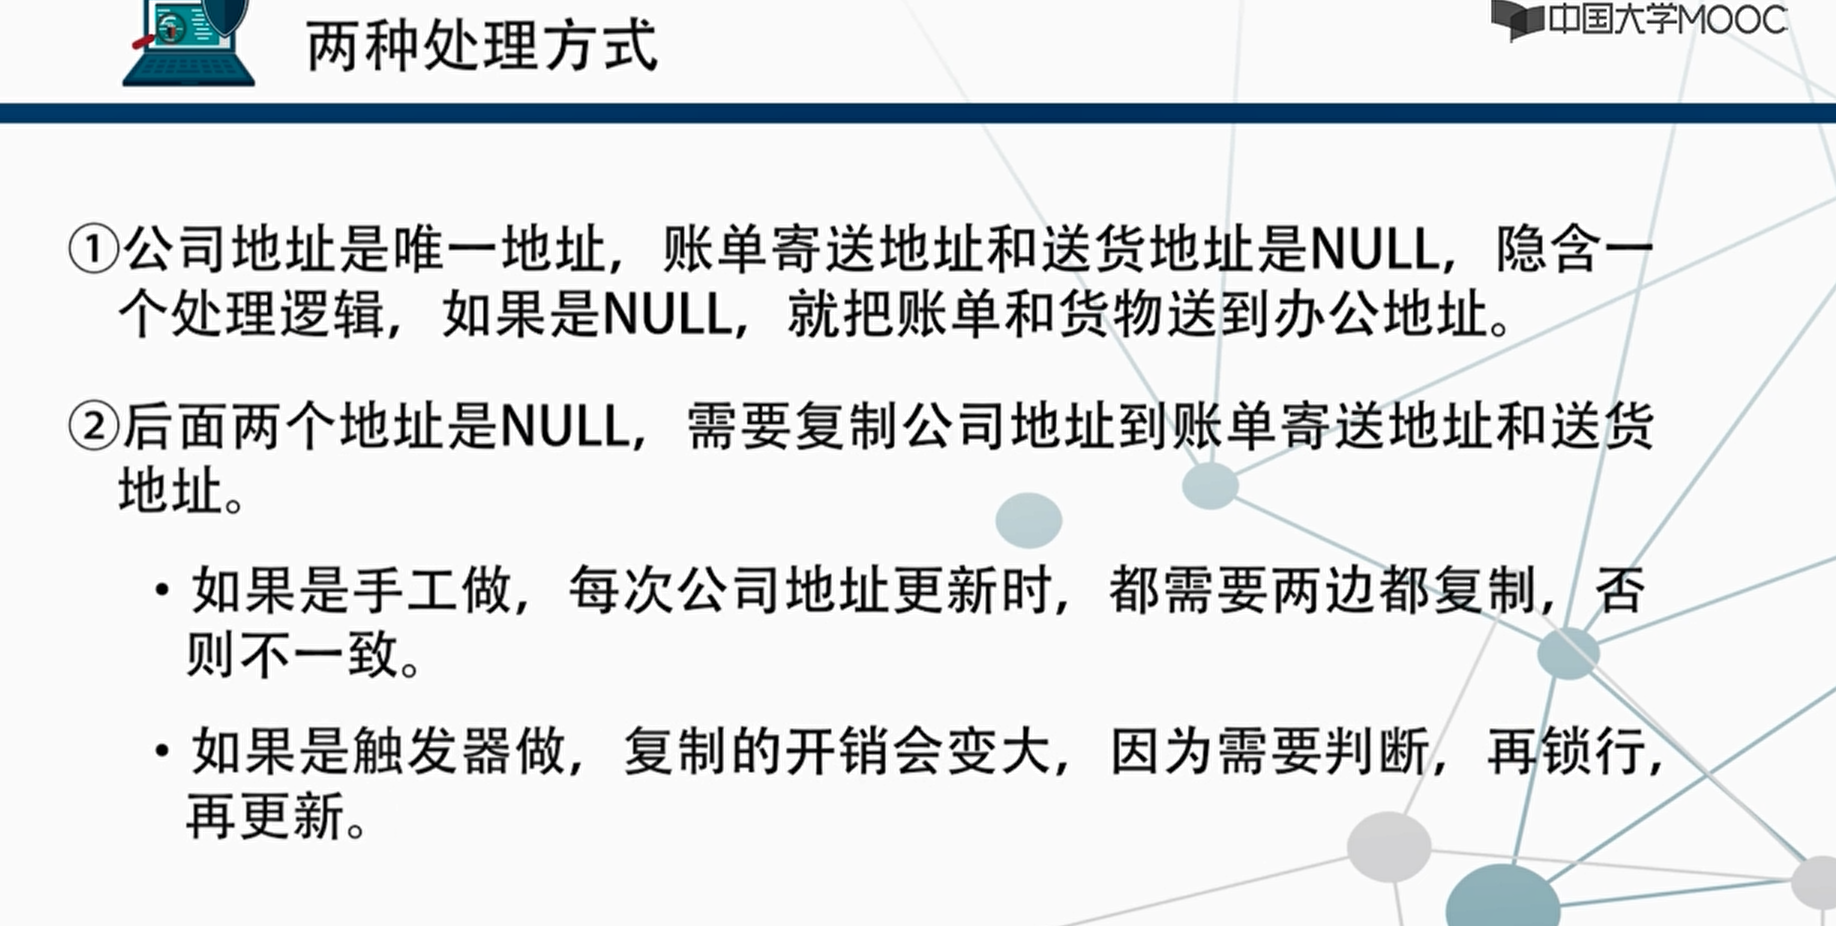 两种处理方式
中国大学MOOC
①公司地址是唯一地址，账单寄送地址和送货地址是NULL，隐含一
个处理逻辑，如果是NULL，就把账单和货物送到办公地址。
②后面两个地址是NULL，需要复制公司地址到账单寄送地址和送货
地址。
• 如果是手工做，每次公司地址更新时，都需要两边都复制，否
则不一致。
• 如果是触发器做，复制的开销会变大，因为需要判断，再锁行，
再更新。